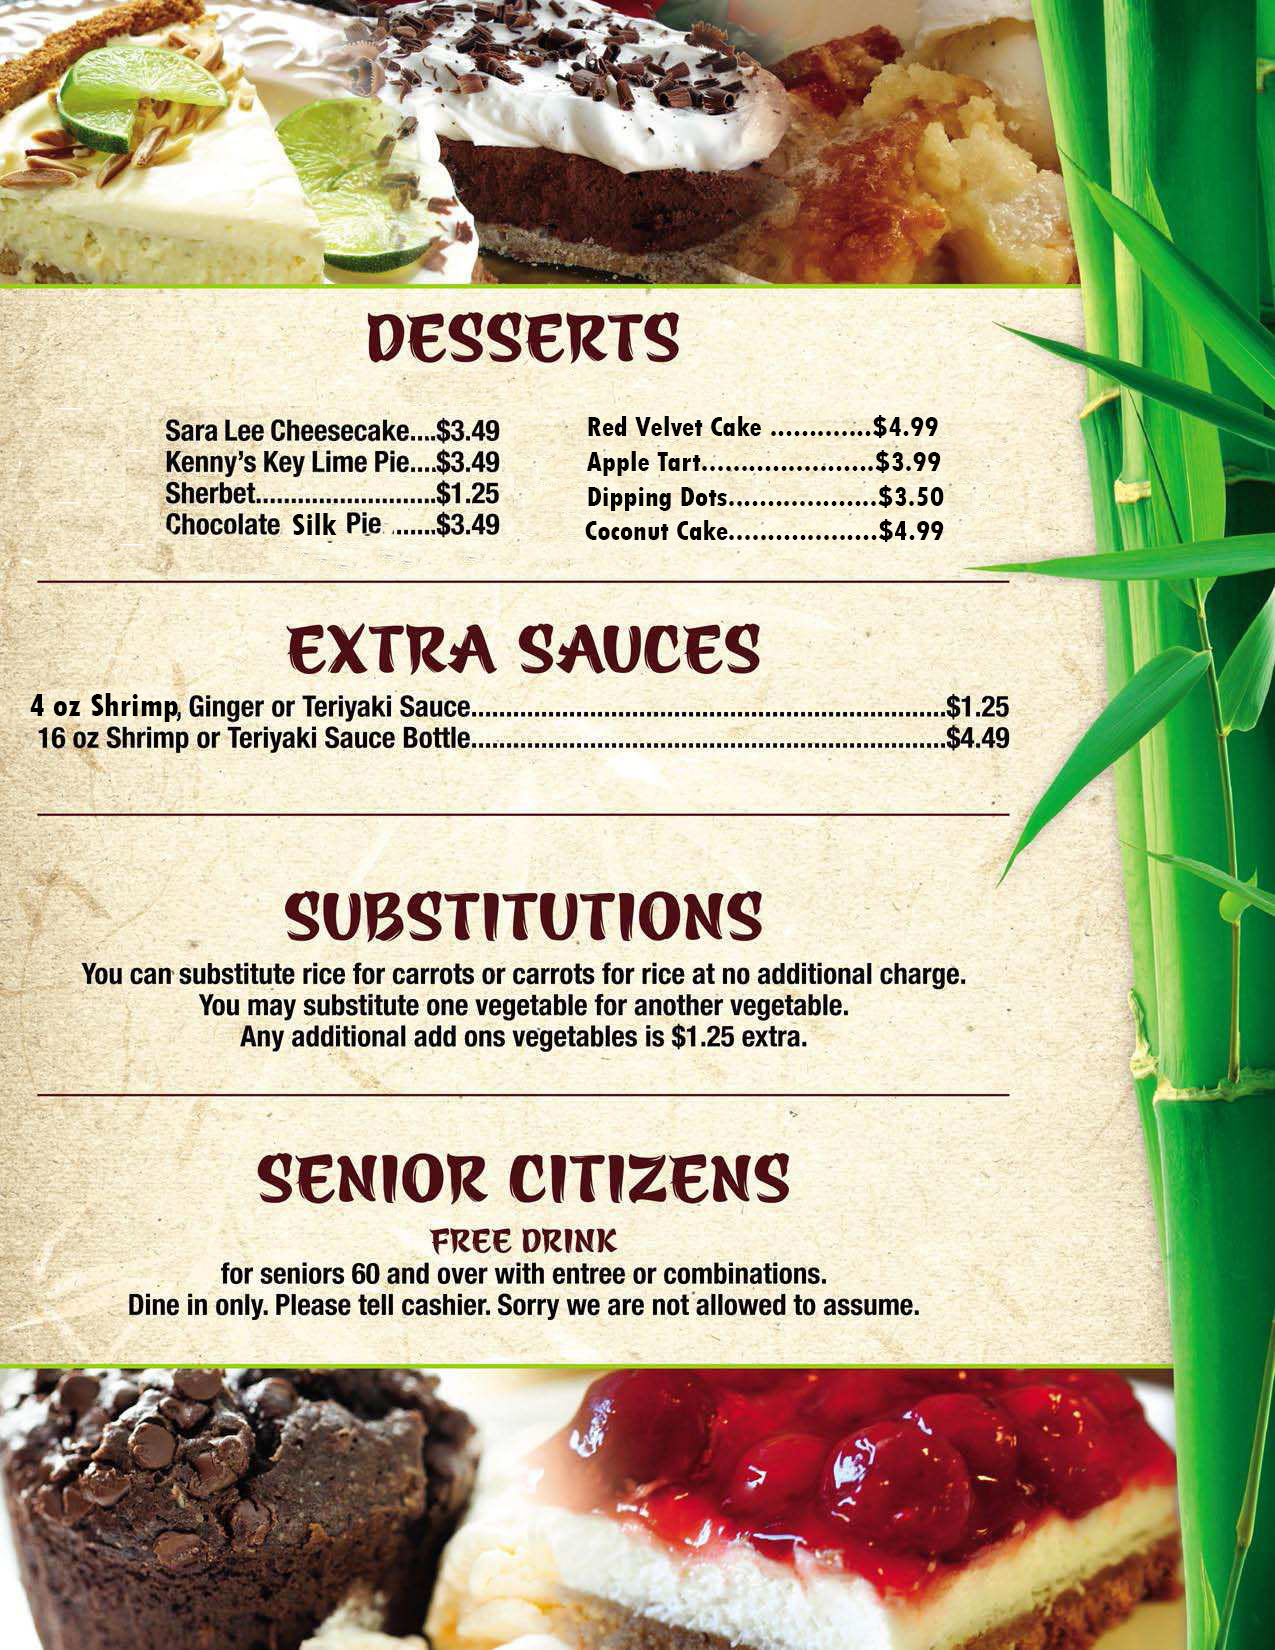 DESSERTS
Sara Lee Cheesecake....$3.49
Kenny's Key Lime Pie....$3.49
Sherbet..........................$1.25
Chocolate Silk Pie .......$3.49
Red Velvet Cake .............$4.99
Apple Tart......................$3.99
Dipping Dots...................$3.50
Coconut Cake...................$4.99
EXTRA SAUCES
4 oz Shrimp, Ginger or Teriyaki Sauce....................................................................$1.25
16 oz Shrimp or Teriyaki Sauce Bottle....................................................................$4.49
SUBSTITUTIONS
You can substitute rice for carrots or carrots for rice at no additional charge.
You may substitute one vegetable for another vegetable.
Any additional add ons vegetables is $1.25 extra.
SENIOR CITIZENS
FREE DRINK
for seniors 60 and over with entree or combinations.
Dine in only. Please tell cashier. Sorry we are not allowed to assume.